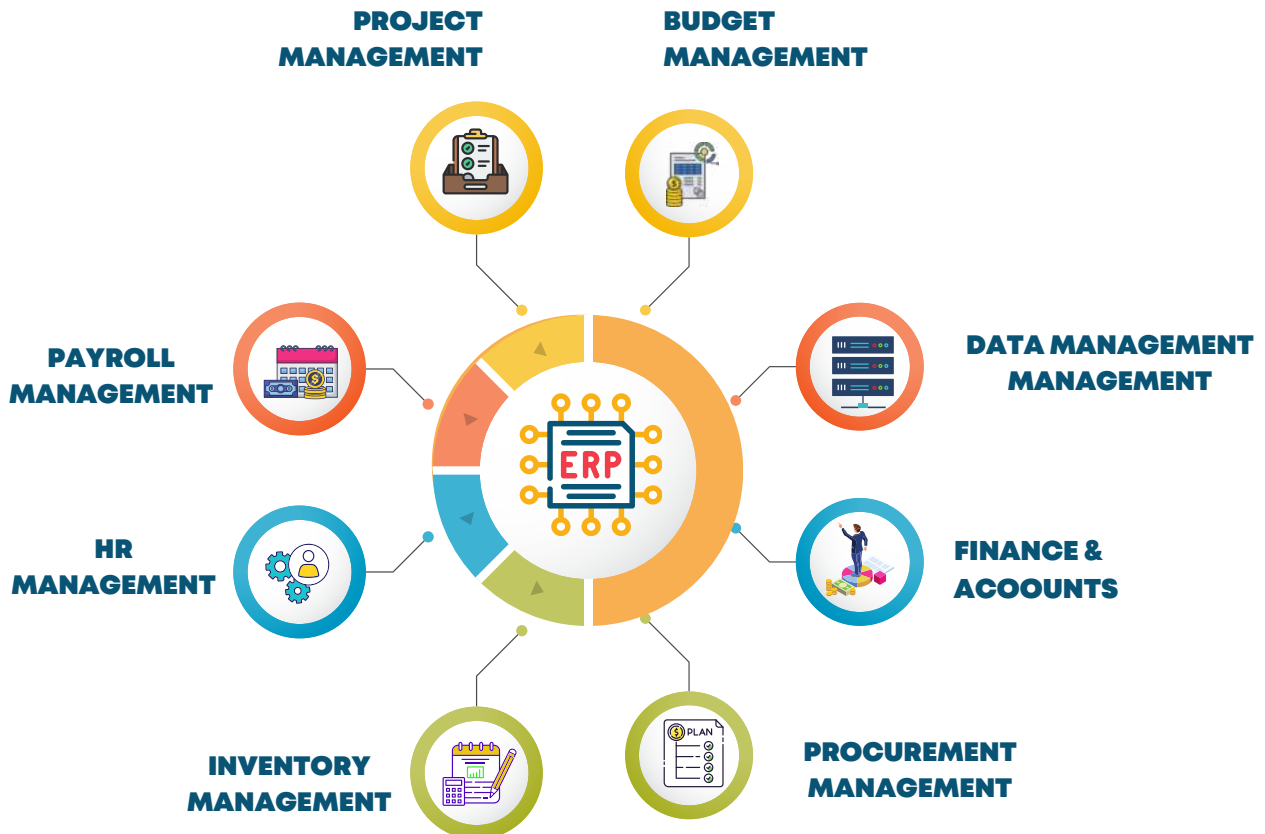 PROJECT
MANAGEMENT
BUDGET
MANAGEMENT
PAYROLL
MANAGEMENT
DATA MANAGEMENT
MANAGEMENT
ERP
HR
MANAGEMENT
FINANCE &
ACOOUNTS
INVENTORY
MANAGEMENT
PLAN
PROCUREMENT
MANAGEMENT